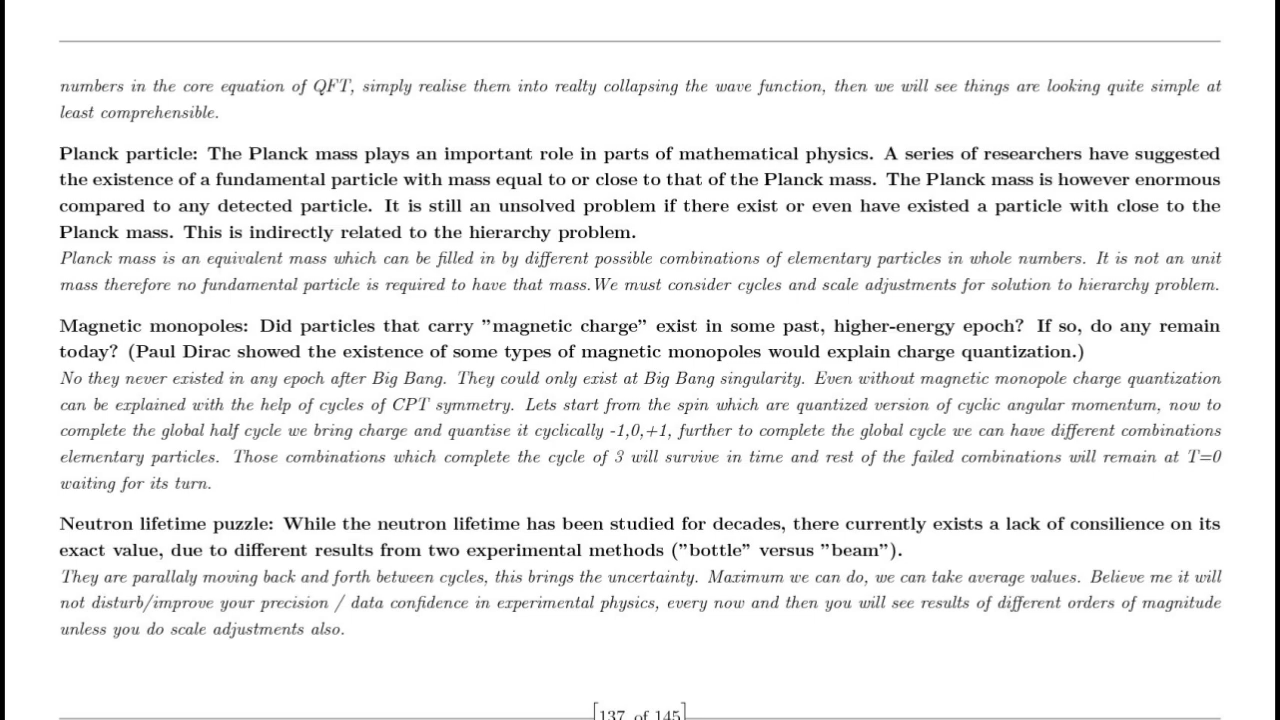 numbers in the core equation of QFT, simply realise them into realty collapsing the wave function, then we will see things are looking quite simple at
least comprehensible.
Planck particle: The Planck mass plays an important role in parts of mathematical physics. A series of researchers have suggested
the existence of a fundamental particle with mass equal to or close to that of the Planck mass. The Planck mass is however enormous
compared to any detected particle. It is still an unsolved problem if there exist or even have existed a particle with close to the
Planck mass. This is indirectly related to the hierarchy problem.
Planck mass is an equivalent mass which can be filled in by different possible combinations of elementary particles in whole numbers. It is not an unit
mass therefore no fundamental particle is required to have that mass.We must consider cycles and scale adjustments for solution to hierarchy problem.
Magnetic monopoles: Did particles that carry ”magnetic charge” exist in some past, higher-energy epoch? If so, do any remain
today? (Paul Dirac showed the existence of some types of magnetic monopoles would explain charge quantization.)
No they never existed in any epoch after Big Bang. They could only exist at Big Bang singularity. Even without magnetic monopole charge quantization
can be explained with the help of cycles of CPT symmetry. Lets start from the spin which are quantized version of cyclic angular momentum, now to
complete the global half cycle we bring charge and quantise it cyclically -1,0,+1, further to complete the global cycle we can have different combinations
elementary particles. Those combinations which complete the cycle of 3 will survive in time and rest of the failed combinations will remain at T=0
waiting for its turn.
Neutron lifetime puzzle: While the neutron lifetime has been studied for decades, there currently exists a lack of consilience on its
exact value, due to different results from two experimental methods (”bottle” versus ”beam”).
They are parallaly moving back and forth between cycles, this brings the uncertainty. Maximum we can do, we can take average values. Believe me it will
not disturb/improve your precision / data confidence in experimental physics, every now and then you will see results of different orders of magnitude
unless you do scale adjustments also.
[137 of 145]